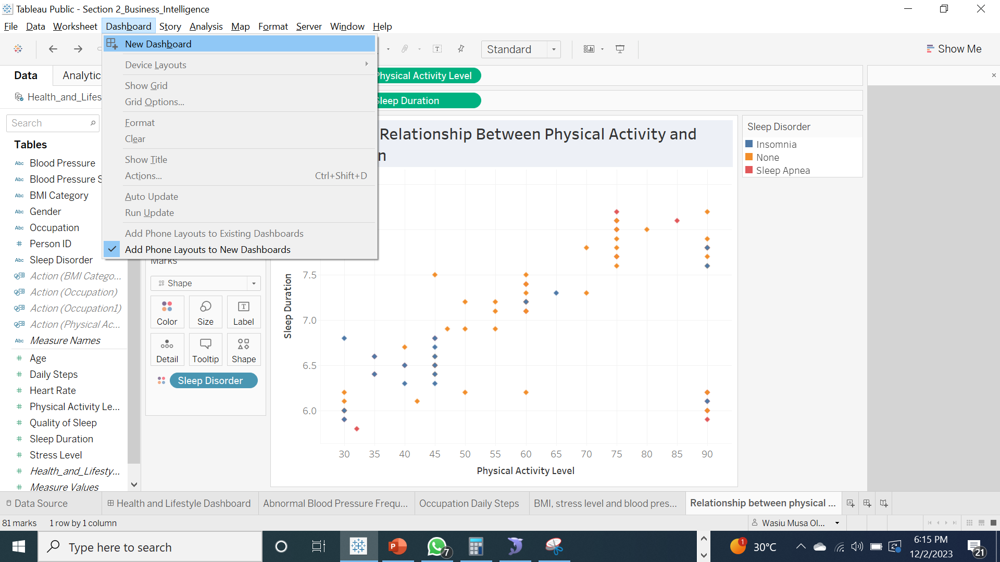 Tableau Public - Section 2_Business_Intelligence
File Data Worksheet Dashboard Story Analysis Map Format Server Window Help
New Dashboard
Device Layouts
Show Grid
Grid Options...
Format
Clear
Show Title
Actions... Ctrl+Shift+D
Auto Update
Run Update
Add Phone Layouts to Existing Dashboards
Add Phone Layouts to New Dashboards
Standard
Show Me
Data Analytic
Health_and_Lifes
Search
Tables
Abc Blood Pressure
Abc Blood Pressure S
Abc BMI Category
Abc Gender
Abc Occupation
# Person ID
Abc Sleep Disorder
Action (BMI Catego...
Action (Occupation)
Action (Occupation1)
Action (Physical Ac...
Abc Measure Names
# Age
# Daily Steps
# Heart Rate
# Physical Activity Le...
# Quality of Sleep
# Sleep Duration
# Stress Level
# Health_and_Lifesty...
# Measure Values
Marks
Shape
Color Size Label
Detail Tooltip Shape
Sleep Disorder
Physical Activity Level
Sleep Duration
Relationship Between Physical Activity and
n
Sleep Duration
7.5
7.0
6.5
6.0
30 35 40 45 50 55 60 65 70 75 80 85 90
Physical Activity Level
Sleep Disorder
Insomnia
None
Sleep Apnea
Data Source Health and Lifestyle Dashboard Abnormal Blood Pressure Frequ... Occupation Daily Steps BMI, stress level and blood pres... Relationship between physical ...
81 marks 1 row by 1 column Wasiu Musa Ol...
Type here to search
7
1
30°C
6:15 PM
12/2/2023
21